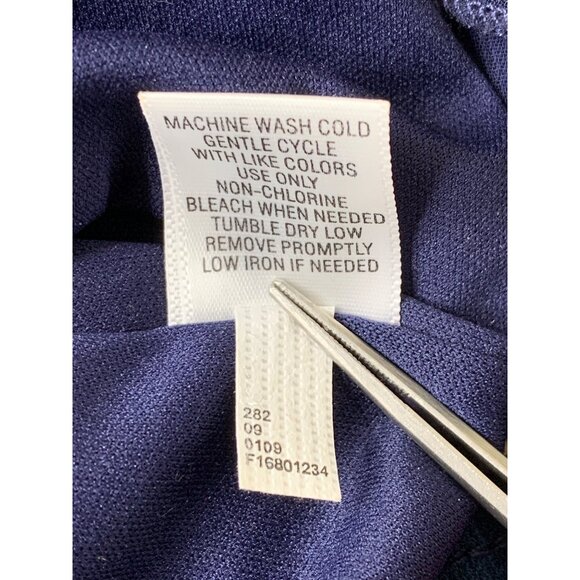 MACHINE WASH COLD
GENTLE CYCLE
WITH LIKE COLORS
USE ONLY
NON-CHLORINE
BLEACH WHEN NEEDED
TUMBLE DRY LOW
REMOVE PROMPTLY
LOW IRON IF NEEDED
282
09
0109
F16801234